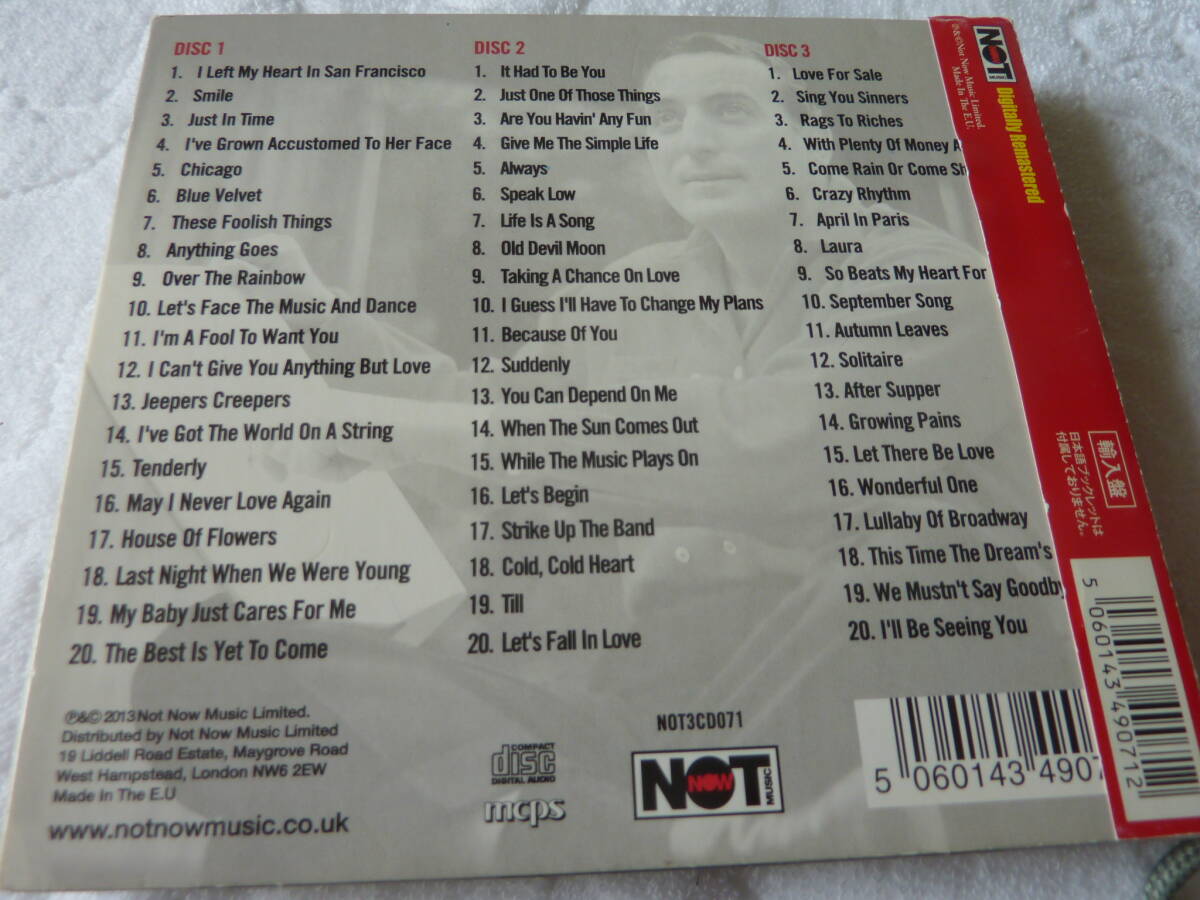 DISC 1
1. I Left My Heart In San Francisco
2. Smile
3. Just In Time
4. I've Grown Accustomed To Her Face
5. Chicago
6. Blue Velvet
7. These Foolish Things
8. Anything Goes
9. Over The Rainbow
10. Let's Face The Music And Dance
11. I'm A Fool To Want You
12. I Can't Give You Anything But Love
13. Jeepers Creepers
14. I've Got The World On A String
15. Tenderly
16. May I Never Love Again
17. House Of Flowers
18. Last Night When We Were Young
19. My Baby Just Cares For Me
20. The Best Is Yet To Come
DISC 2
1. It Had To Be You
2. Just One Of Those Things
3. Are You Havin' Any Fun
4. Give Me The Simple Life
5. Always
6. Speak Low
7. Life Is A Song
8. Old Devil Moon
9. Taking A Chance On Love
10. I Guess I'll Have To Change My Plans
11. Because Of You
12. Suddenly
13. You Can Depend On Me
14. When The Sun Comes Out
15. While The Music Plays On
16. Let's Begin
17. Strike Up The Band
18. Cold, Cold Heart
19. Till
20. Let's Fall In Love
DISC 3
1. Love For Sale
2. Sing You Sinners
3. Rags To Riches
4. With Plenty Of Money A
5. Come Rain Or Come Sh
6. Crazy Rhythm
7. April In Paris
8. Laura
9. So Beats My Heart For
10. September Song
11. Autumn Leaves
12. Solitaire
13. After Supper
14. Growing Pains
15. Let There Be Love
16. Wonderful One
17. Lullaby Of Broadway
18. This Time The Dream's
19. We Mustn't Say Goodby
20. I'll Be Seeing You
℗&© 2013 Not Now Music Limited.
Distributed by Not Now Music Limited
19 Liddell Road Estate, Maygrove Road
West Hampstead, London NW6 2EW
Made In The E.U
www.notnowmusic.co.uk
COMPACT
disc
DIGITAL AUDIO
mcps
NOT3CD071
NOT NOW MUSIC
5 060143 4907
NOT MUSIC
℗&©Not Now Music Limited.
Made In The E.U.
Digitally Remastered
輸入盤
日本語ブックレットは
付属しておりません。
5 060143 490712